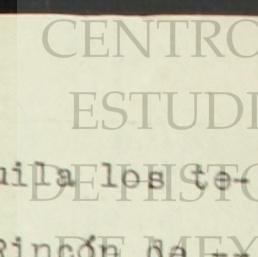 CENTRO
ESTUDI
DE HISTO
uila los te-
DE MEX
Rincón de --